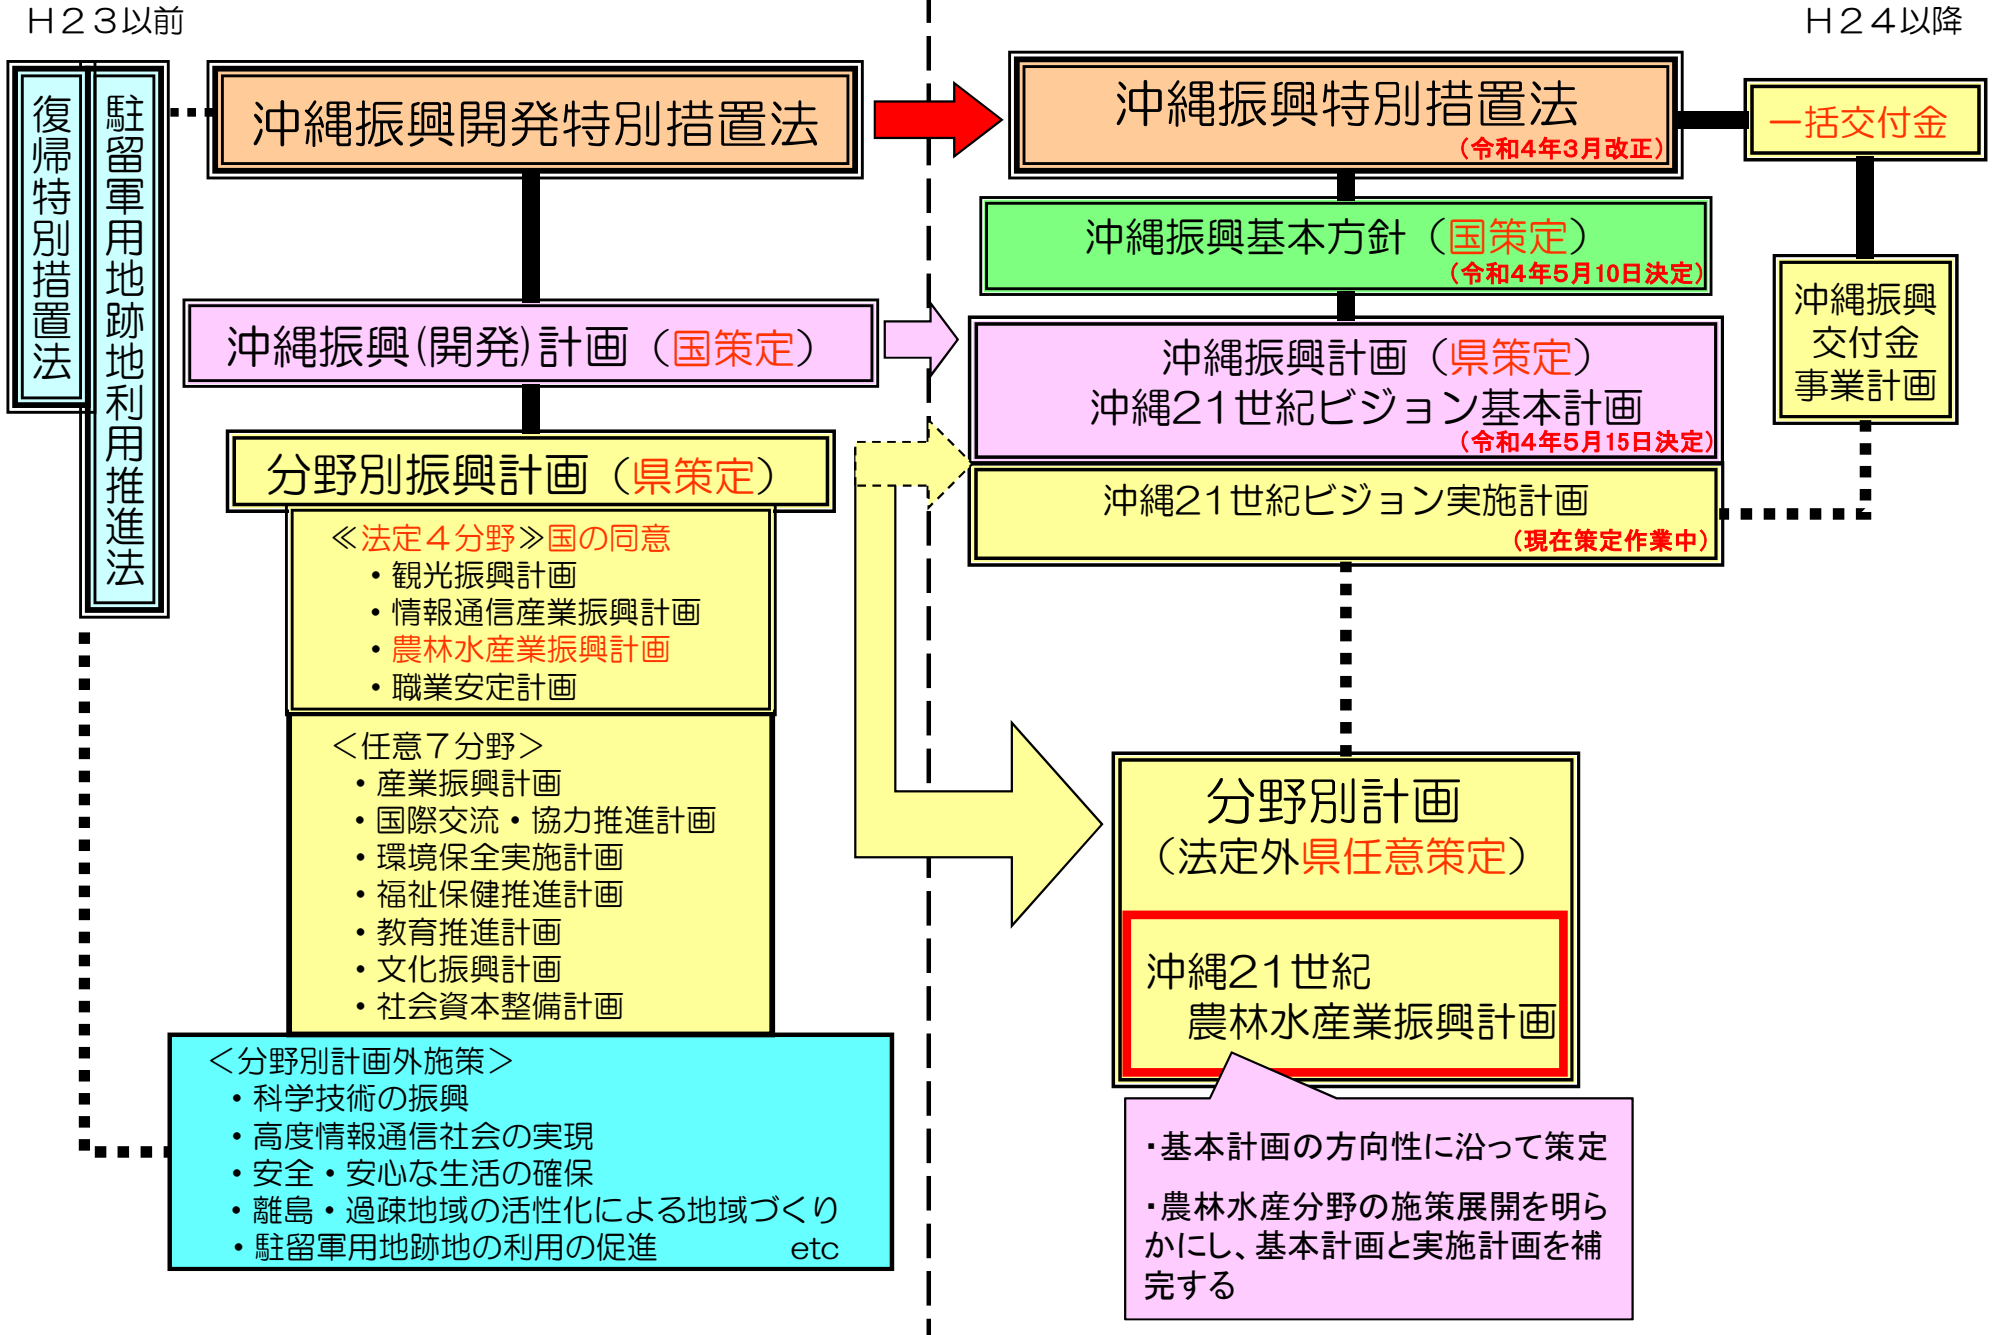 H23以前
復帰特別措置法
駐留軍用地跡地利用推進法
沖縄振興開発特別措置法
沖縄振興(開発)計画（国策定）
分野別振興計画（県策定）
≪法定4分野≫国の同意
・観光振興計画
・情報通信産業振興計画
・農林水産業振興計画
・職業安定計画
＜任意7分野＞
・産業振興計画
・国際交流・協力推進計画
・環境保全実施計画
・福祉保健推進計画
・教育推進計画
・文化振興計画
・社会資本整備計画
＜分野別計画外施策＞
・科学技術の振興
・高度情報通信社会の実現
・安全・安心な生活の確保
・離島・過疎地域の活性化による地域づくり
・駐留軍用地跡地の利用の促進　etc
H24以降
沖縄振興特別措置法
（令和4年3月改正）
一括交付金
沖縄振興基本方針（国策定）
（令和4年5月10日決定）
沖縄振興
交付金
事業計画
沖縄振興計画（県策定）
沖縄21世紀ビジョン基本計画
（令和4年5月15日決定）
沖縄21世紀ビジョン実施計画
（現在策定作業中）
分野別計画
（法定外県任意策定）
沖縄21世紀
農林水産業振興計画
・基本計画の方向性に沿って策定
・農林水産分野の施策展開を明ら
かにし、基本計画と実施計画を補
完する